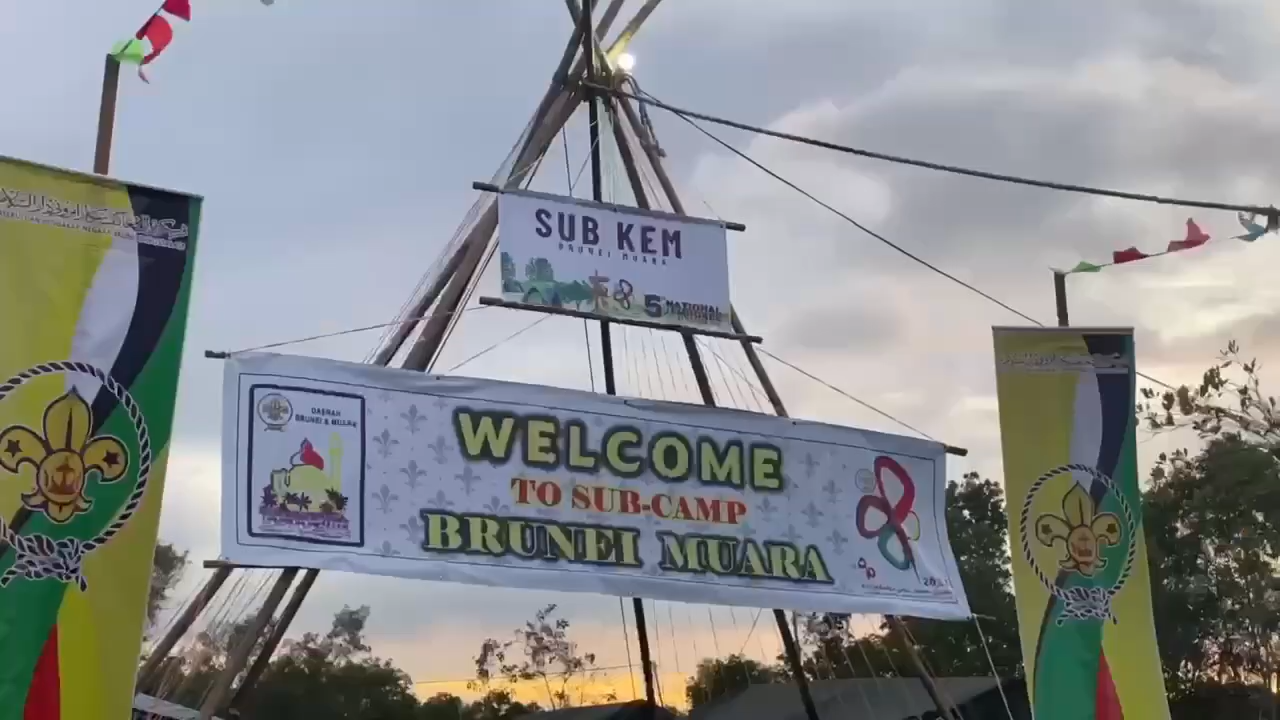 SUB KEM
BRUNEI MUARA
5 NATIONAL
DAERAH
BRUNEI & MUARA
WELCOME
TO SUB-CAMP
BRUNEI MUARA